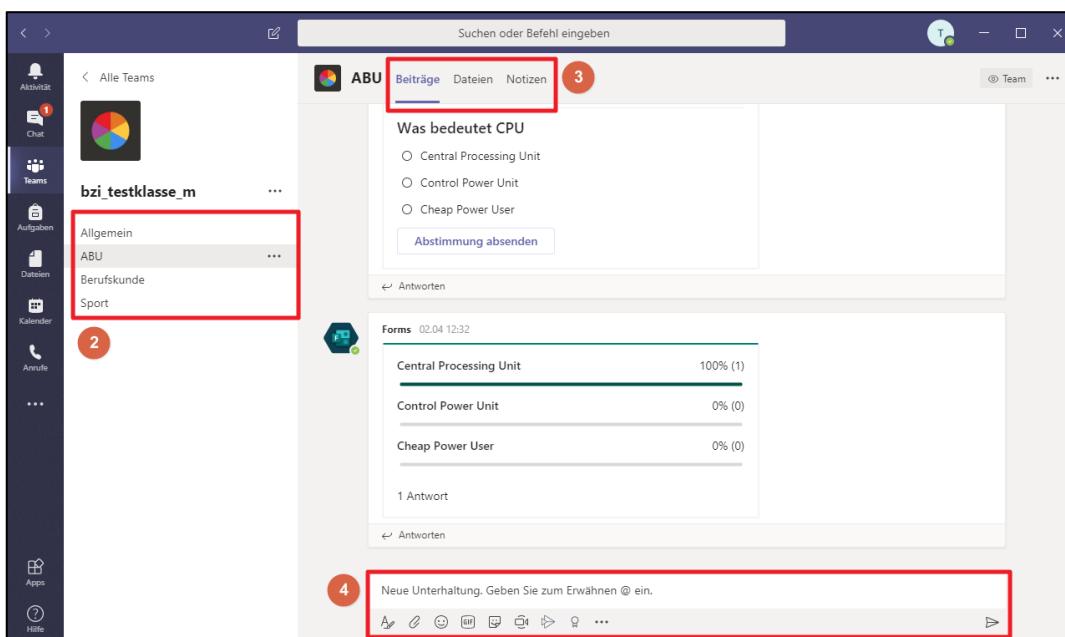 Suchen oder Befehl eingeben
T
Aktivität
1
Chat
Teams
Aufgaben
Dateien
Kalender
Anrufe
Apps
Hilfe
Alle Teams
bzi_testklasse_m
Allgemein
ABU
Berufskunde
Sport
2
ABU Beiträge Dateien Notizen
3
Team
Was bedeutet CPU
Central Processing Unit
Control Power Unit
Cheap Power User
Abstimmung absenden
Antworten
F
Forms 02.04 12:32
Central Processing Unit 100% (1)
Control Power Unit 0% (0)
Cheap Power User 0% (0)
1 Antwort
Antworten
4
Neue Unterhaltung. Geben Sie zum Erwähnen @ ein.
GIF